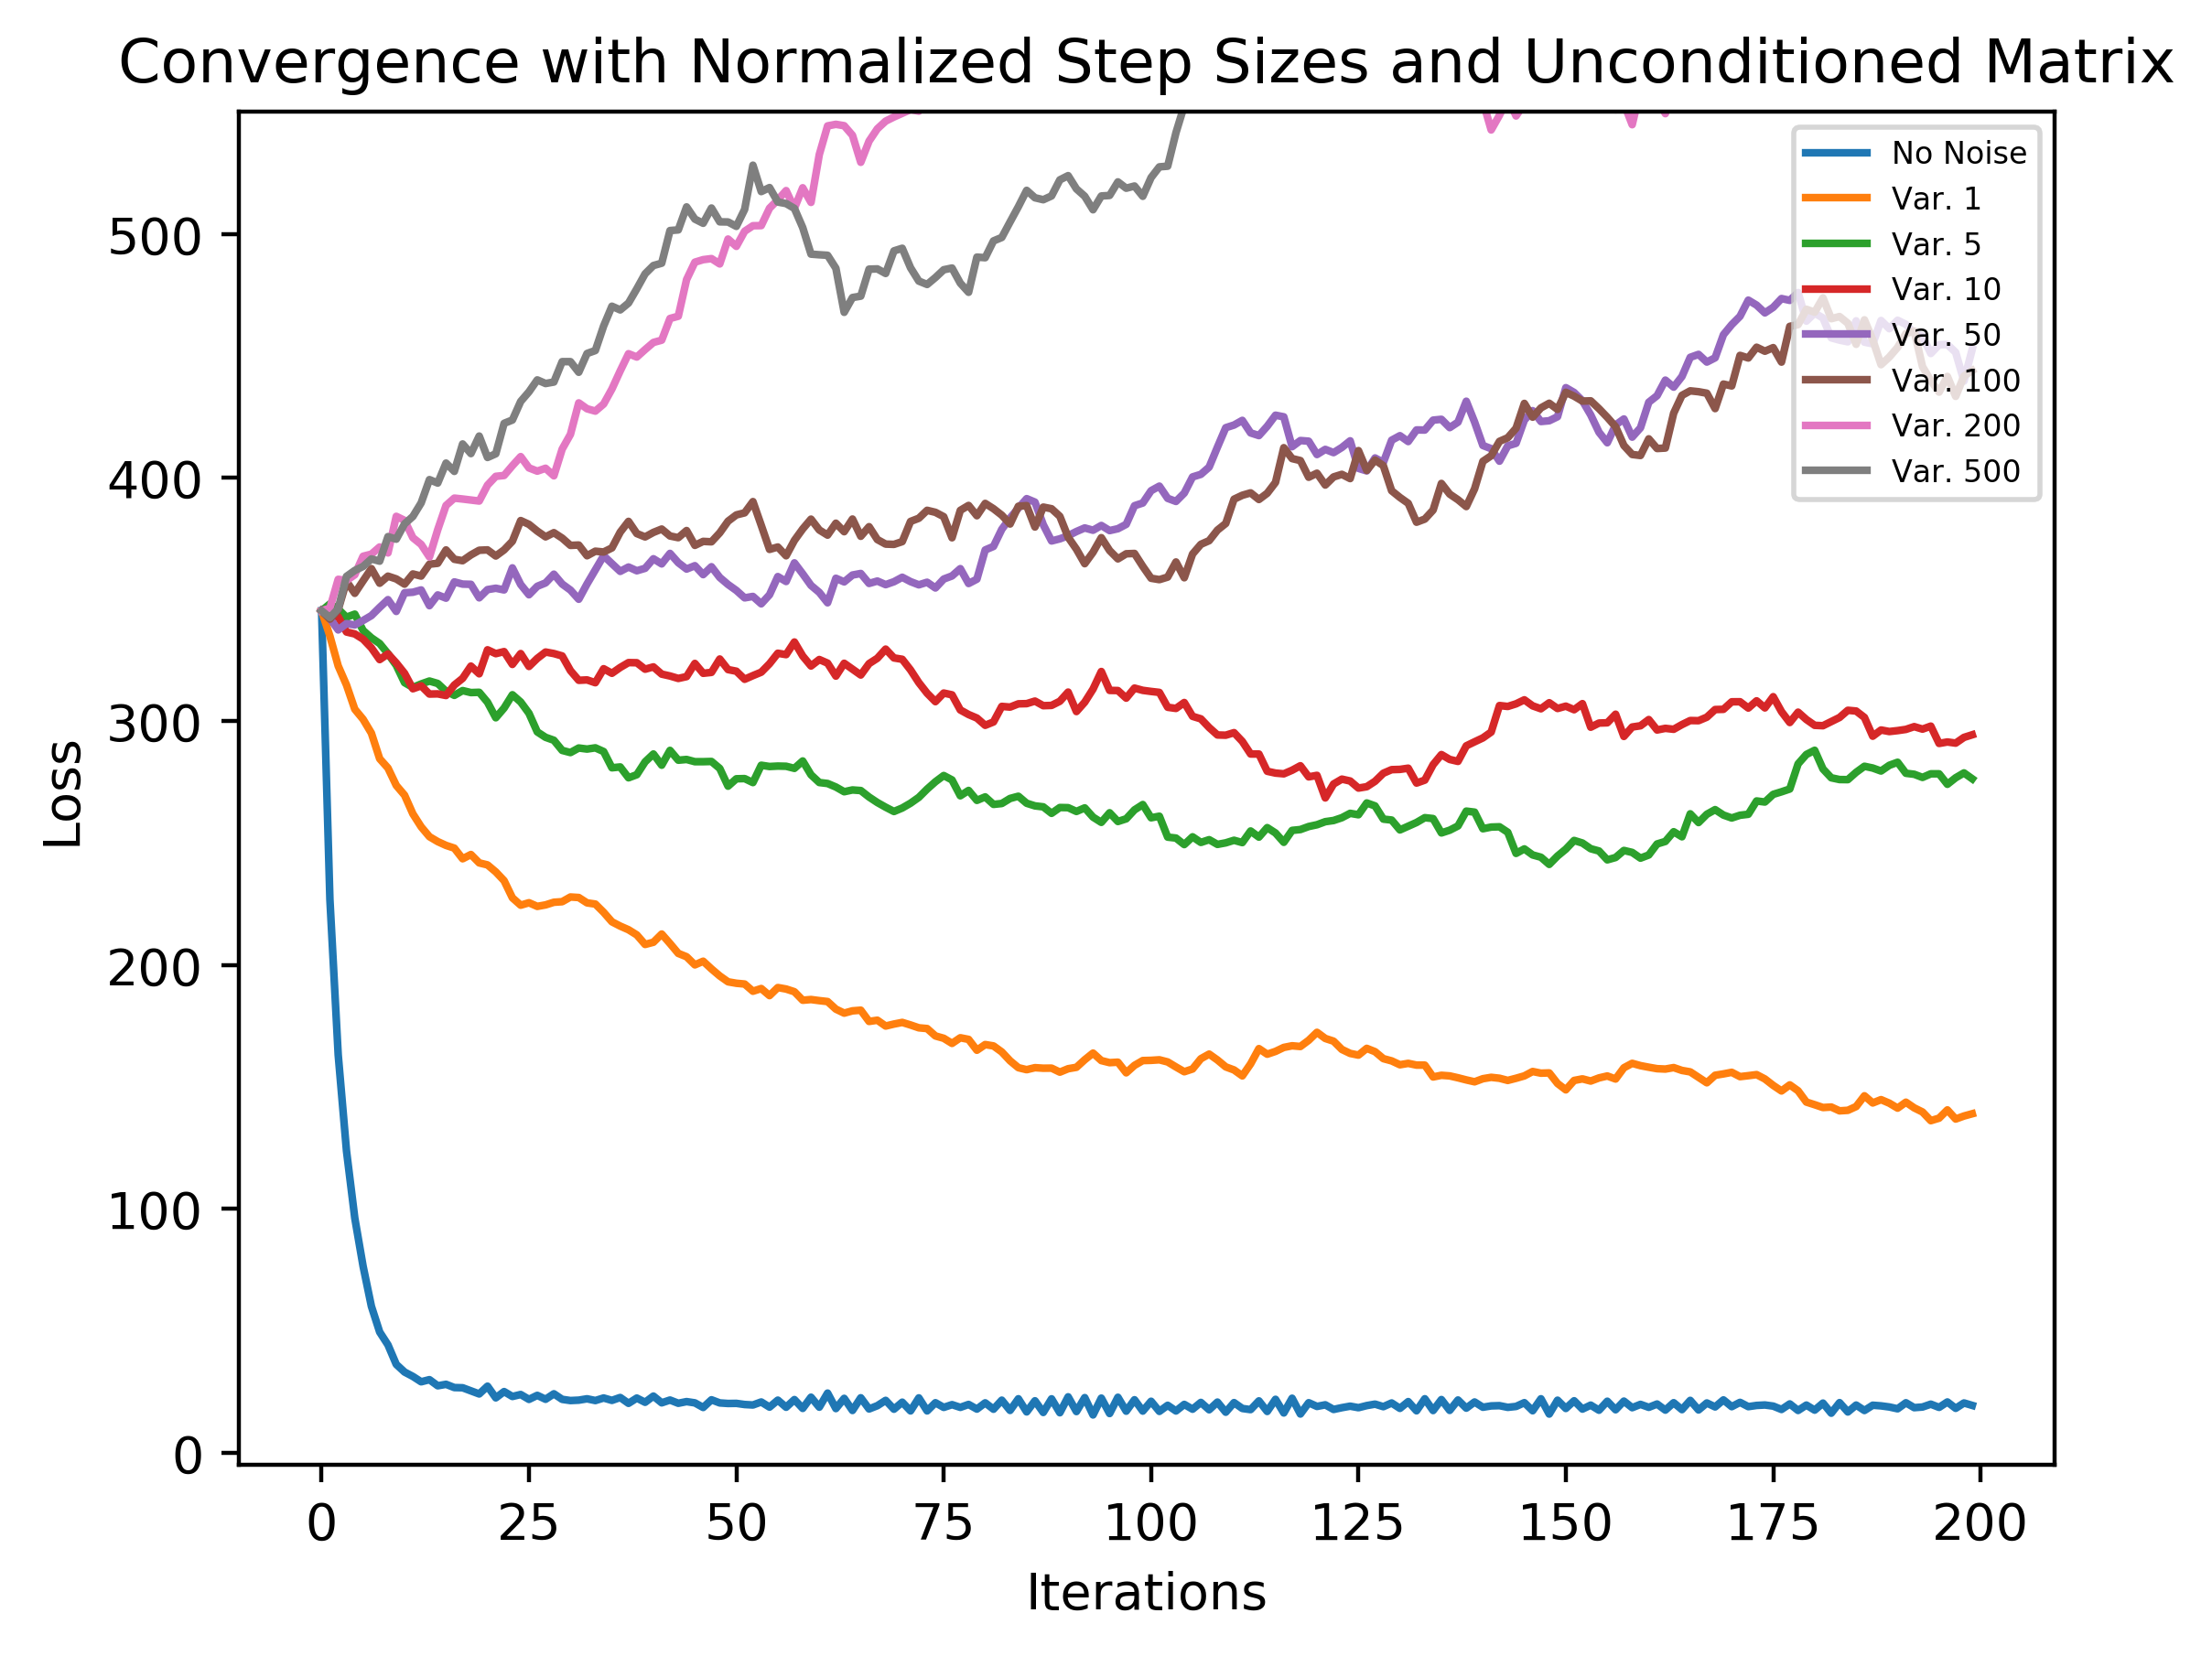 Convergence with Normalized Step Sizes and Unconditioned Matrix
No Noise
Var. 1
Var. 5
Var. 10
Var. 50
Var. 100
Var. 200
Var. 500
500
400
300
200
100
0
Loss
0 25 50 75 100 125 150 175 200
Iterations